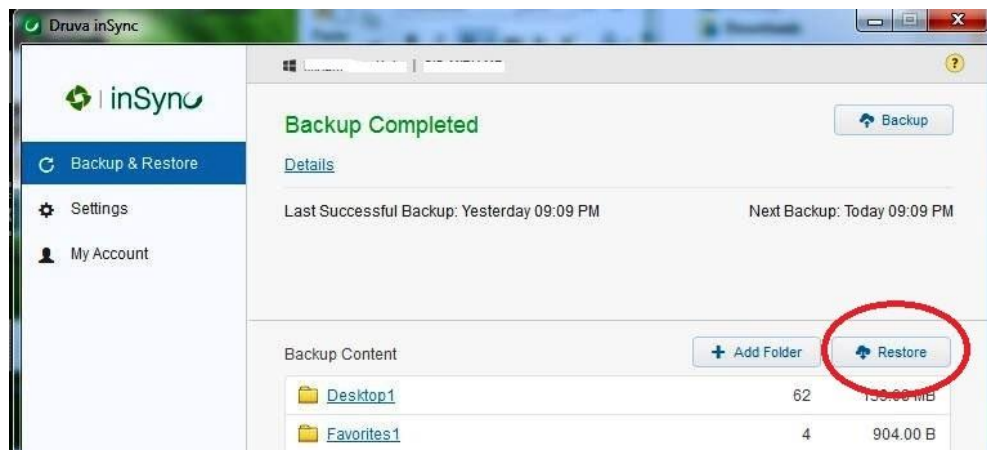 Druva inSync
?
inSync
Backup Completed
Backup
Backup & Restore
Details
Settings
Last Successful Backup: Yesterday 09:09 PM
Next Backup: Today 09:09 PM
My Account
Backup Content
Add Folder
Restore
Desktop1
62
MB
Favorites1
4
904.00 B